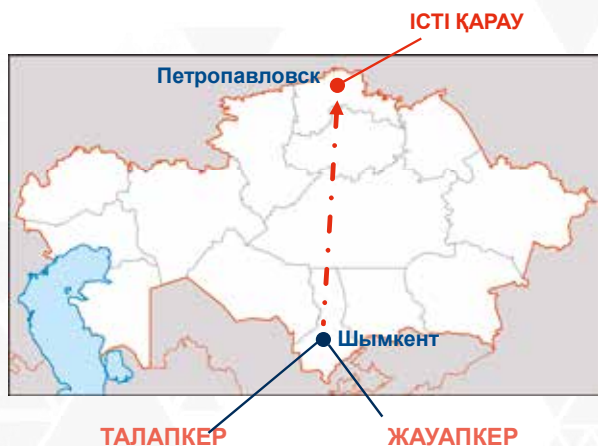 ІСТІ ҚАРАУ
Петропавловск
Шымкент
ТАЛАПКЕР
ЖАУАПКЕР